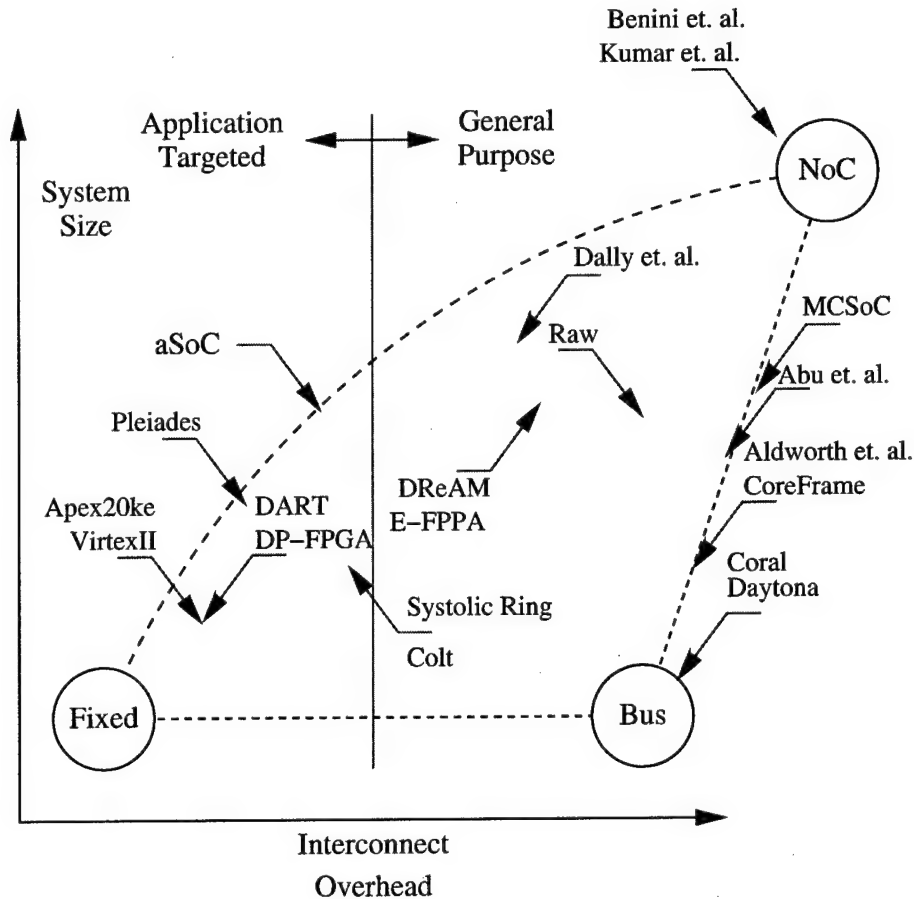 Benini et. al.
Kumar et. al.
Application
Targeted
General
Purpose
NoC
System
Size
Dally et. al.
MCSoC
Raw
aSoC
Abu et. al.
Pleiades
Aldworth et. al.
CoreFrame
DReAM
E-FPPA
Apex20ke
VirtexII
DART
DP-FPGA
Coral
Daytona
Systolic Ring
Colt
Fixed
Bus
Interconnect
Overhead